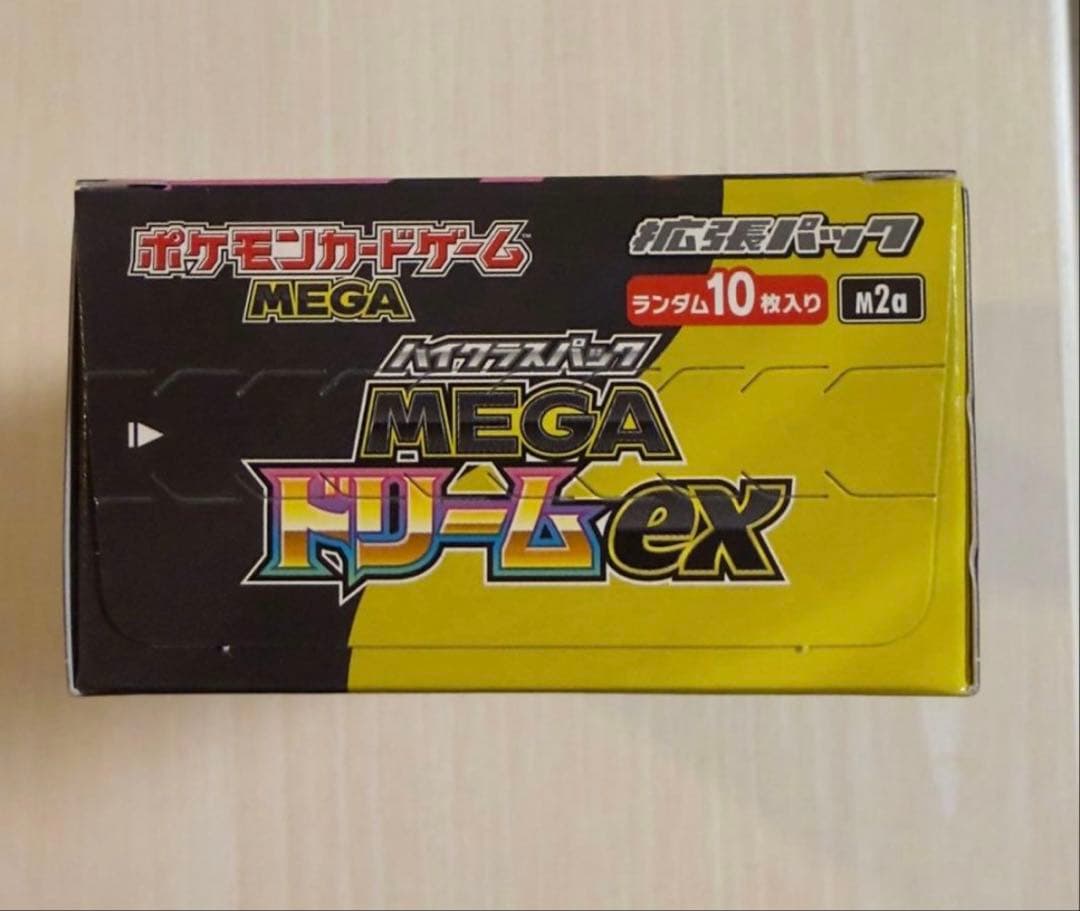 ポケモンカードゲーム™
MEGA
拡張パック
ランダム10枚入り
M2a
ハイクラスパック
MEGA
ドリームex